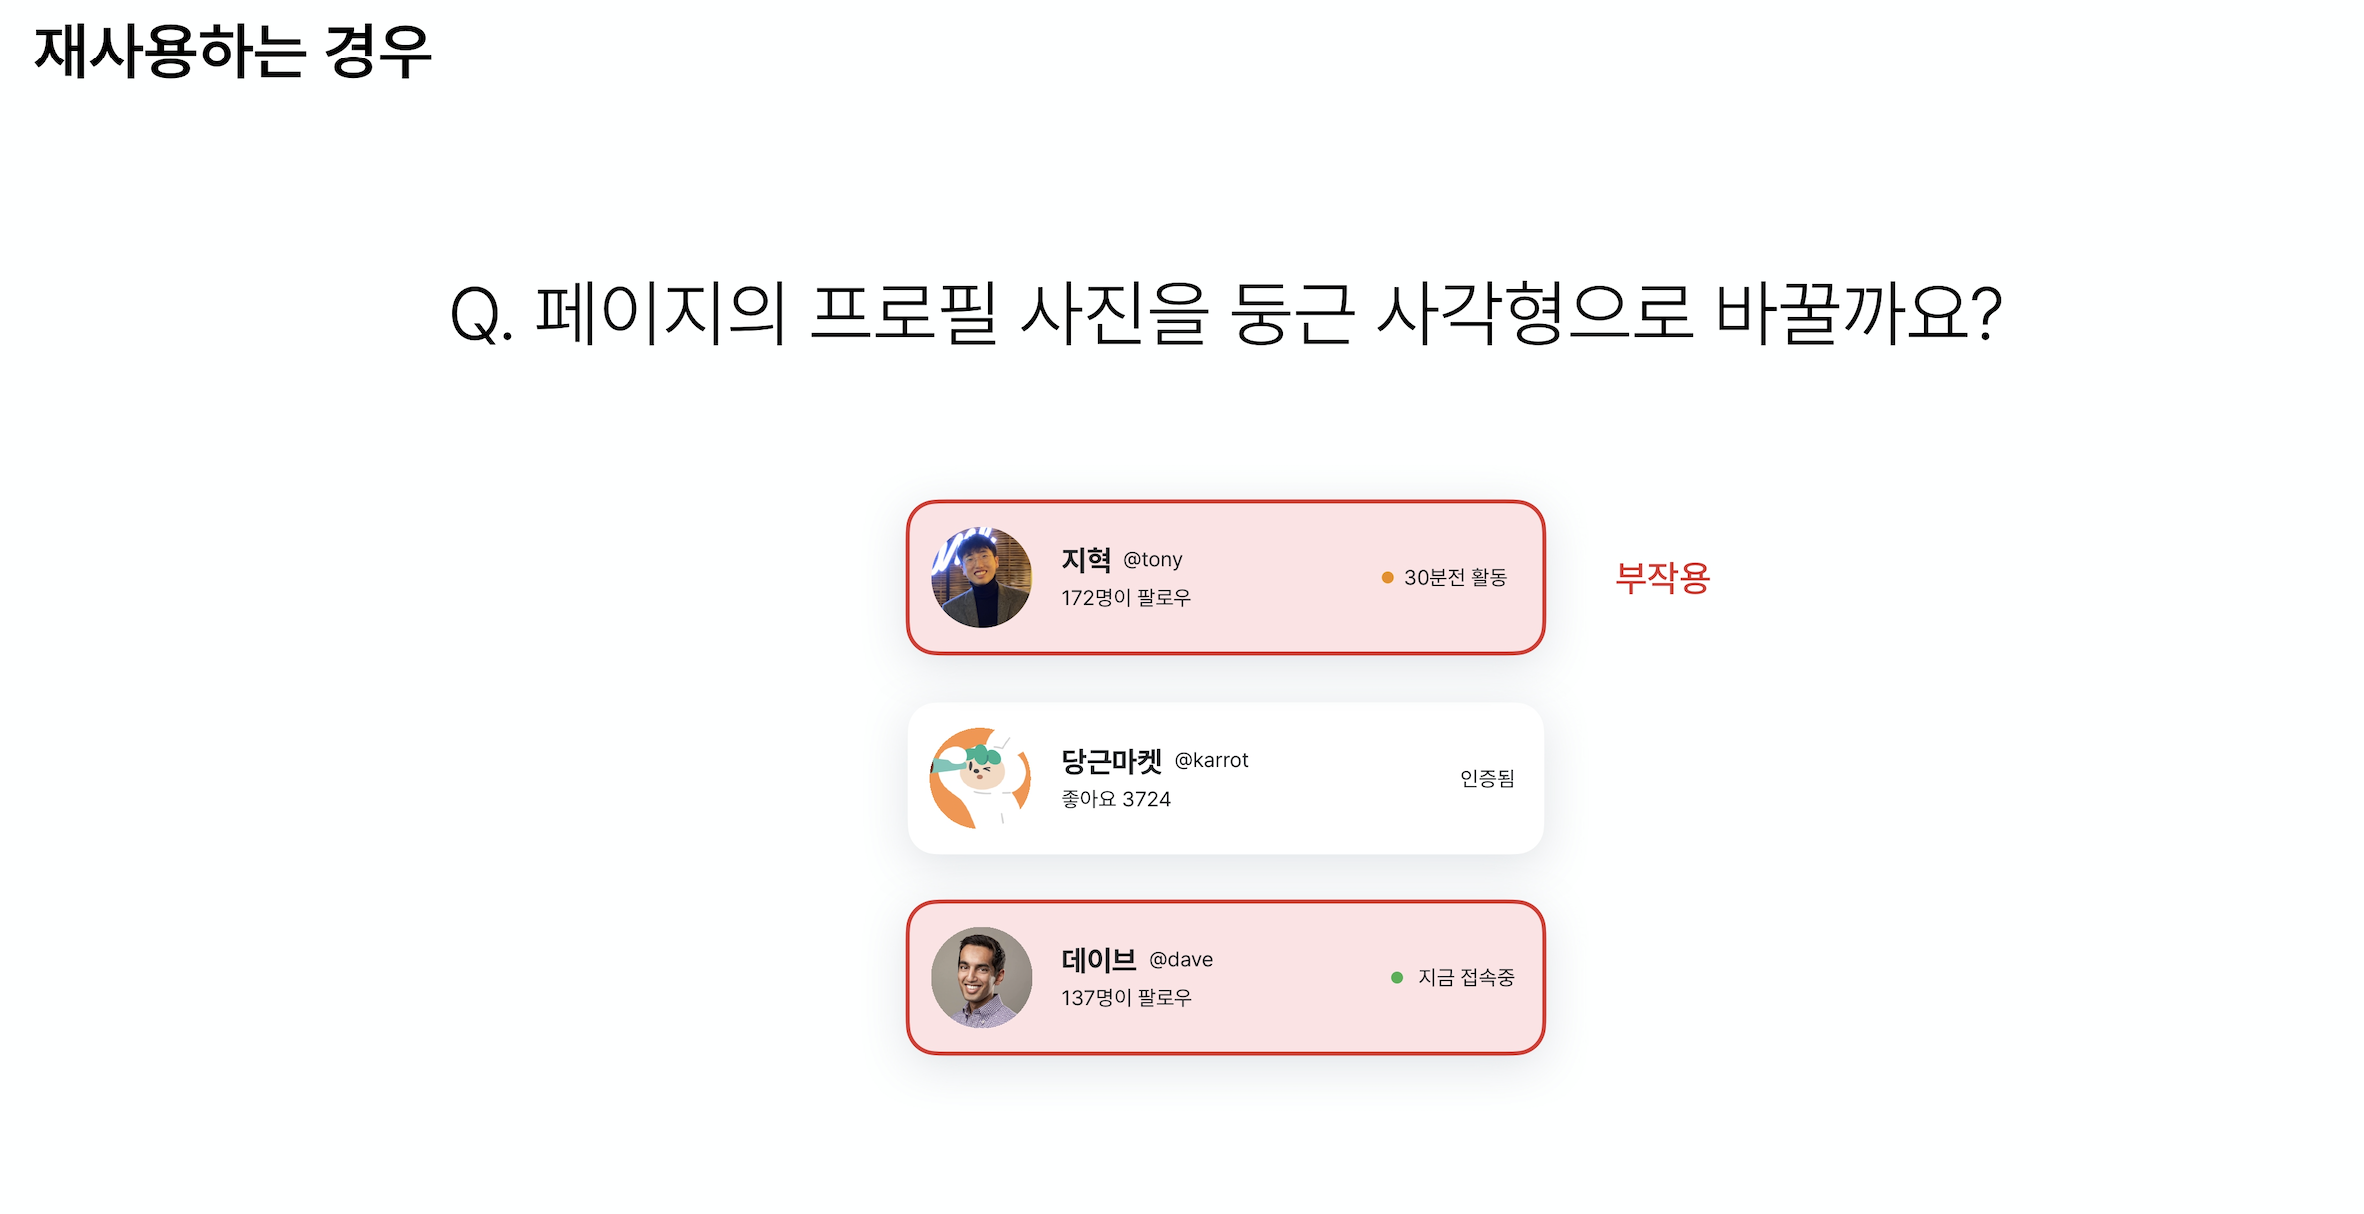 재사용하는 경우
Q. 페이지의 프로필 사진을 둥근 사각형으로 바꿀까요?
지혁 @tony
172명이 팔로우
30분전 활동
부작용
당근마켓 @karrot
좋아요 3724
인증됨
데이브 @dave
137명이 팔로우
지금 접속중